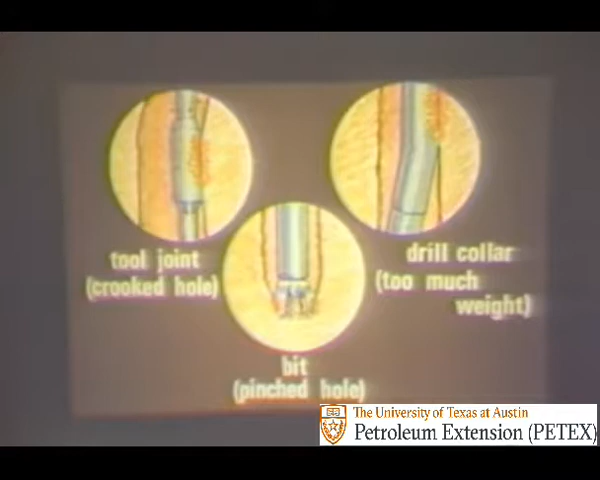 tool joint
(crooked hole)
drill collar
(too much
weight)
bit
(pinched hole)
The University of Texas at Austin
Petroleum Extension (PETEX)